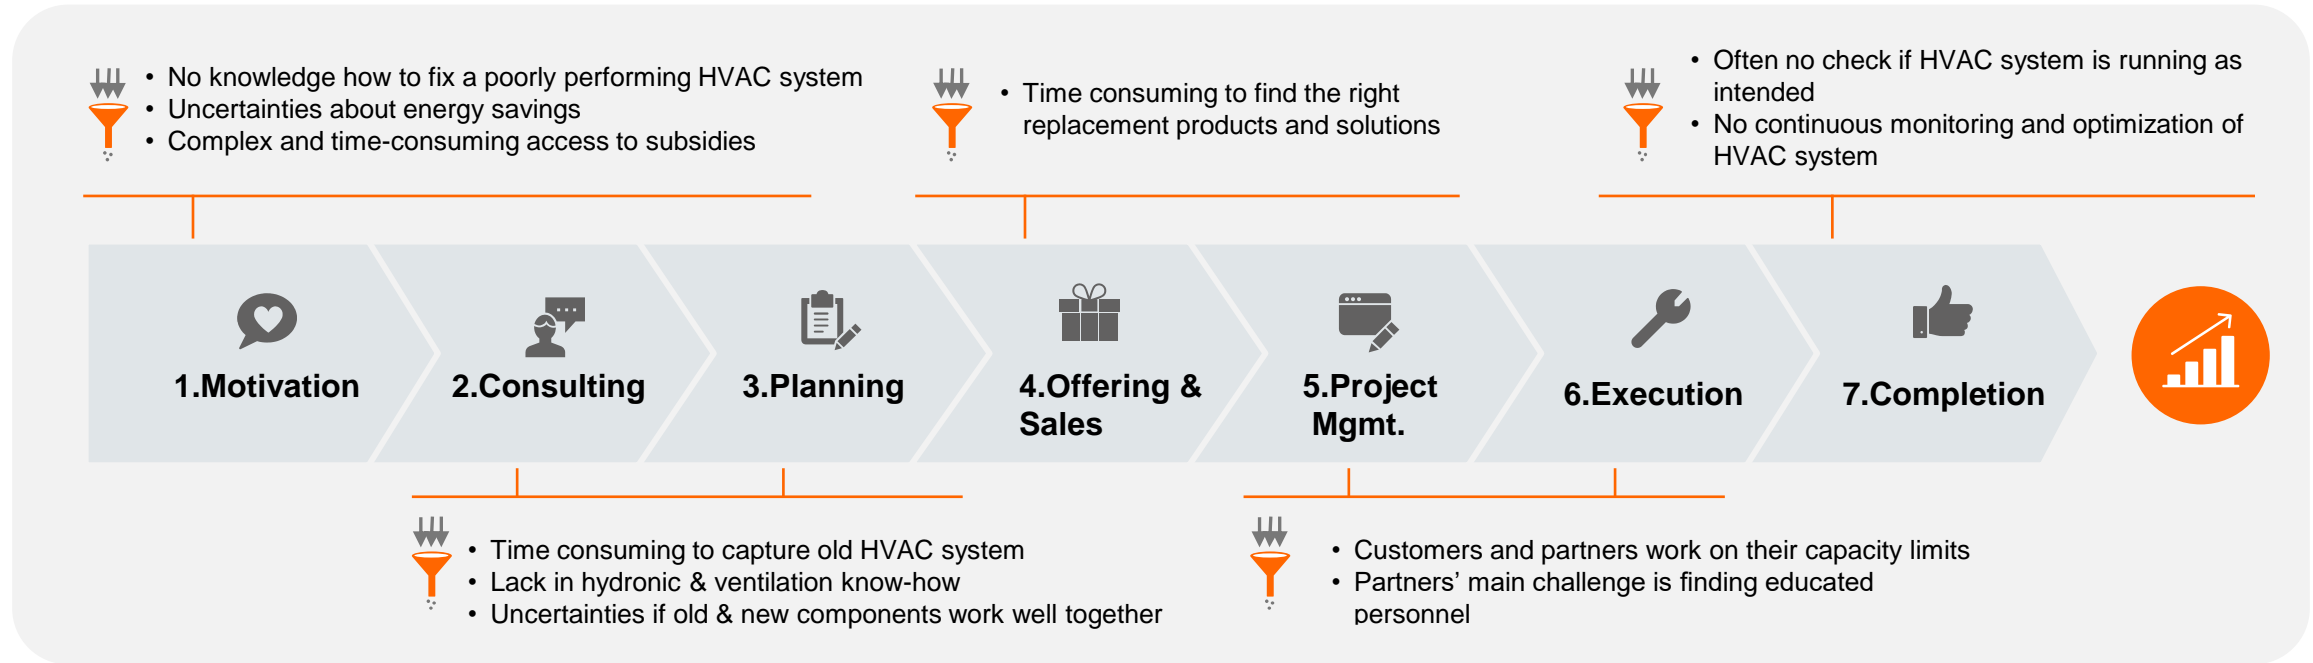 • No knowledge how to fix a poorly performing HVAC system
• Uncertainties about energy savings
• Complex and time-consuming access to subsidies
• Time consuming to find the right
replacement products and solutions
• Often no check if HVAC system is running as
intended
• No continuous monitoring and optimization of
HVAC system
1.Motivation
2.Consulting
3.Planning
4.Offering &
Sales
5.Project
Mgmt.
6.Execution
7.Completion
• Time consuming to capture old HVAC system
• Lack in hydronic & ventilation know-how
• Uncertainties if old & new components work well together
• Customers and partners work on their capacity limits
• Partners’ main challenge is finding educated
personnel